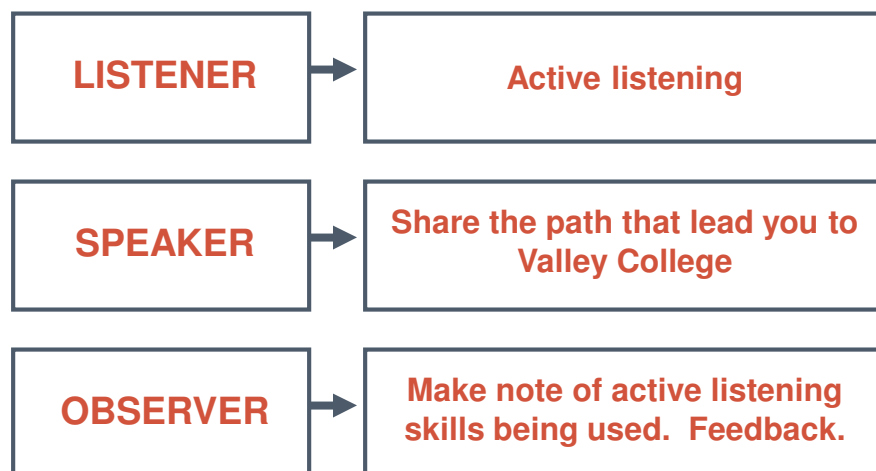 LISTENER
Active listening
SPEAKER
Share the path that lead you to
Valley College
OBSERVER
Make note of active listening
skills being used.  Feedback.